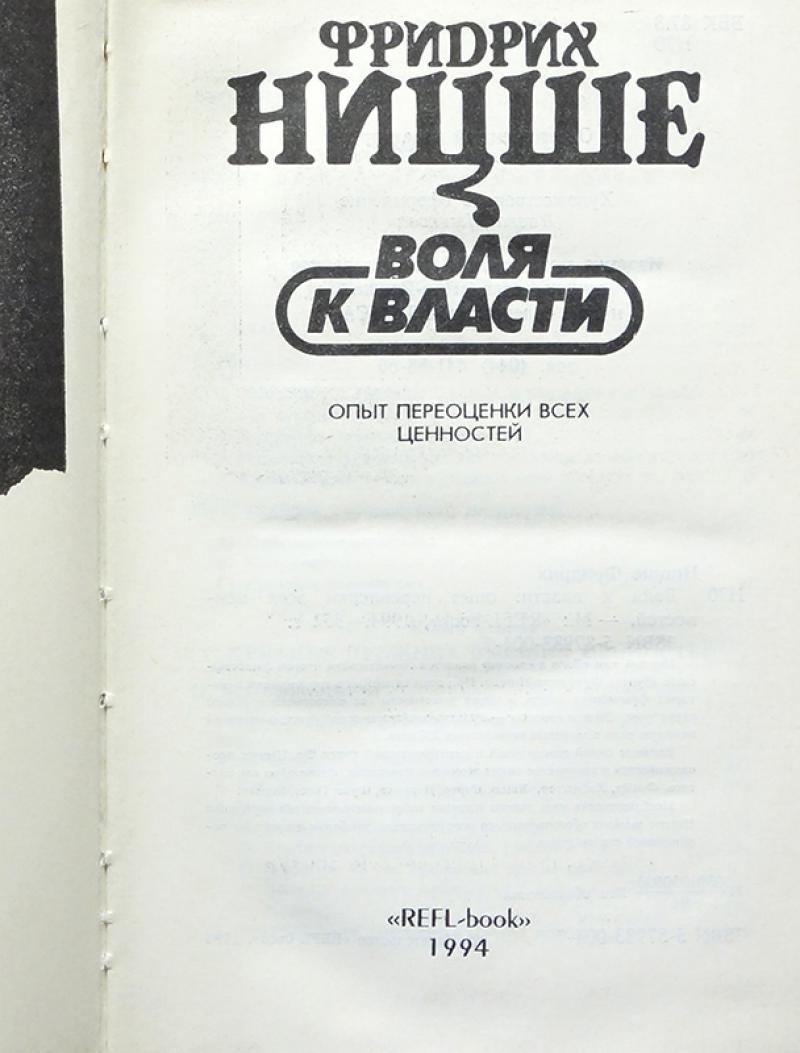 ФРИДРИХ
НИЦШЕ
ВОЛЯ
К ВЛАСТИ
ОПЫТ ПЕРЕОЦЕНКИ ВСЕХ
ЦЕННОСТЕЙ
«REFL-book»
1994